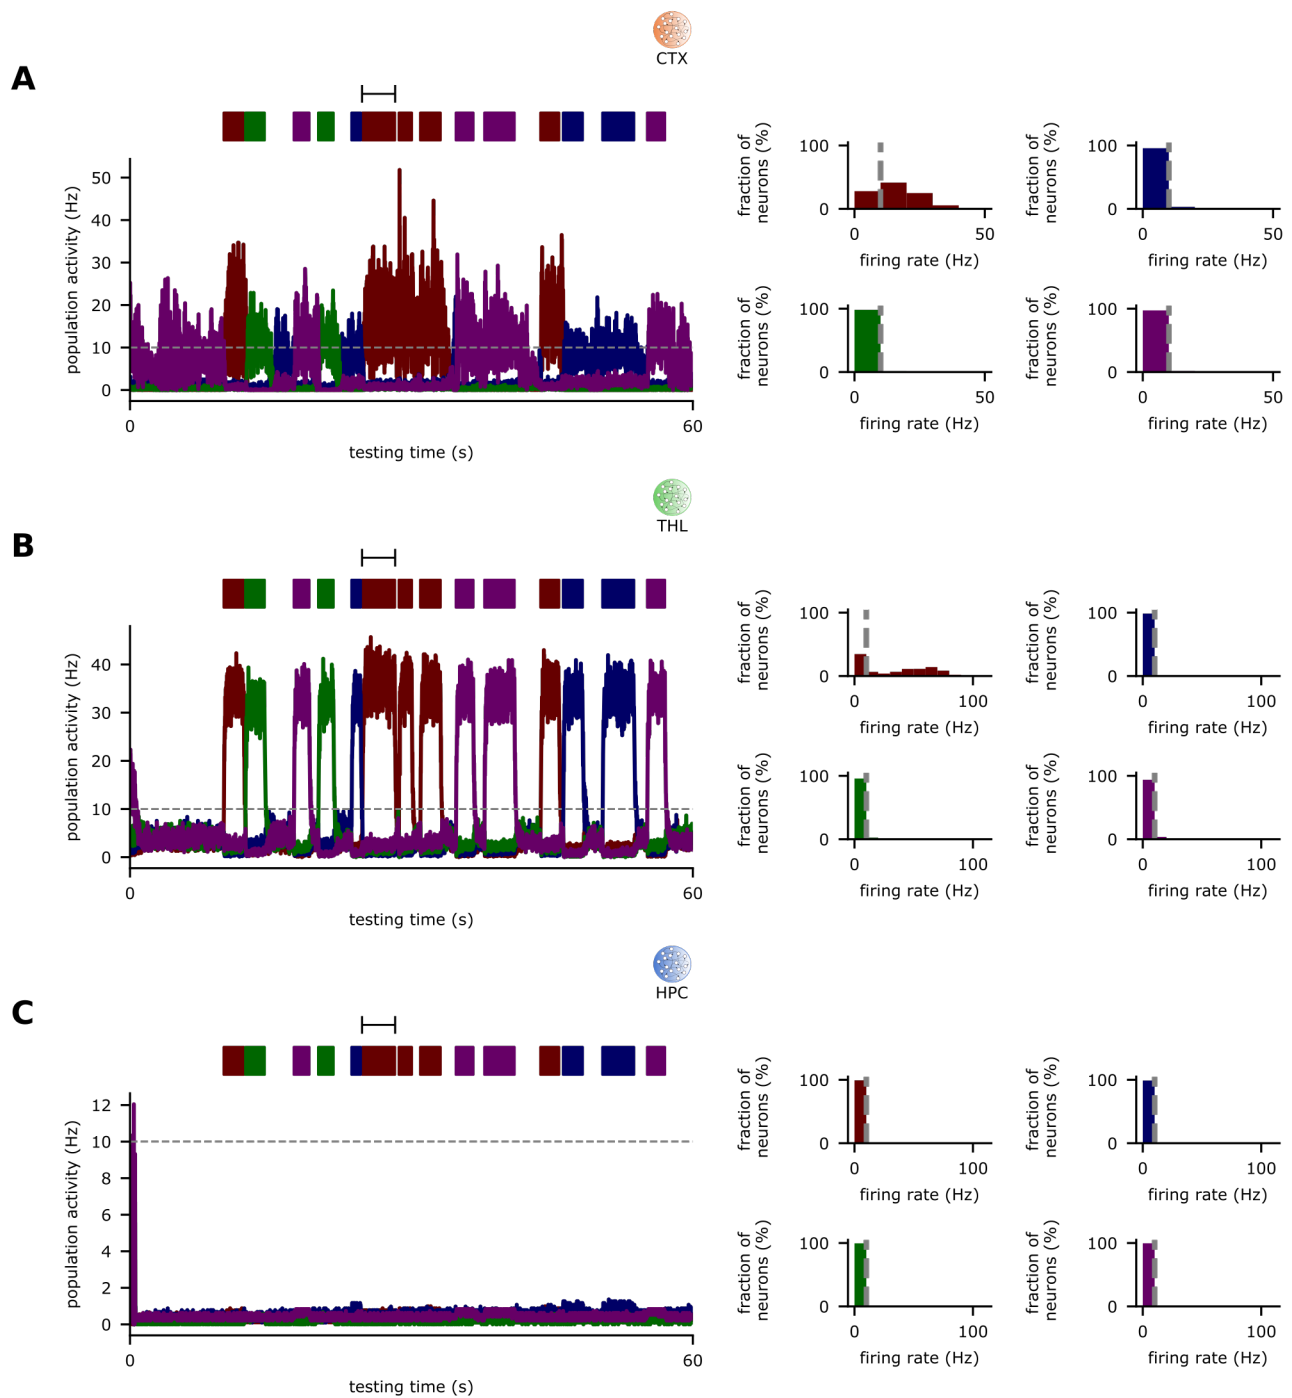 CTX
A
population activity (Hz)
50
40
30
20
10
0
0
60
testing time (s)
fraction of
neurons (%)
100
0
0
50
firing rate (Hz)
fraction of
neurons (%)
100
0
0
50
firing rate (Hz)
fraction of
neurons (%)
100
0
0
50
firing rate (Hz)
fraction of
neurons (%)
100
0
0
50
firing rate (Hz)
THL
B
population activity (Hz)
40
30
20
10
0
0
60
testing time (s)
fraction of
neurons (%)
100
0
0
100
firing rate (Hz)
fraction of
neurons (%)
100
0
0
100
firing rate (Hz)
fraction of
neurons (%)
100
0
0
100
firing rate (Hz)
fraction of
neurons (%)
100
0
0
100
firing rate (Hz)
HPC
C
population activity (Hz)
12
10
8
6
4
2
0
0
60
testing time (s)
fraction of
neurons (%)
100
0
0
100
firing rate (Hz)
fraction of
neurons (%)
100
0
0
100
firing rate (Hz)
fraction of
neurons (%)
100
0
0
100
firing rate (Hz)
fraction of
neurons (%)
100
0
0
100
firing rate (Hz)